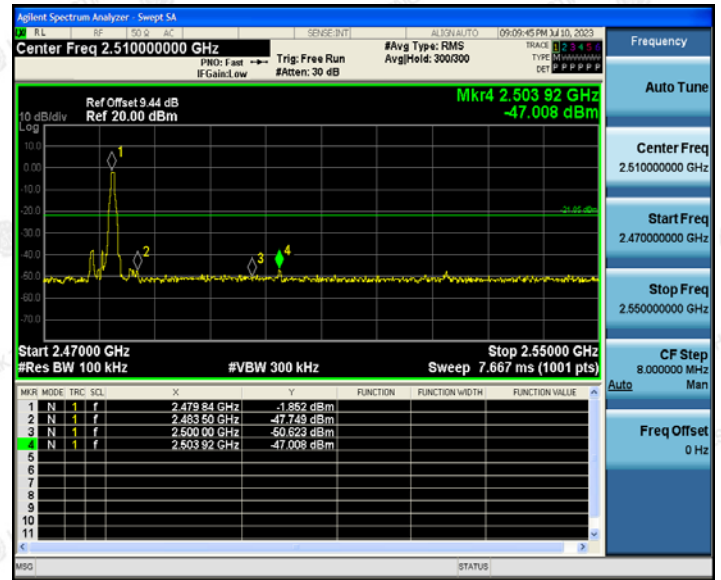 Agilent Spectrum Analyzer - Swept SA
RL RF 50 Ω AC SENSE:INT ALIGNAUTO 09:09:45 PM Jul 10, 2023
Center Freq 2.510000000 GHz
PNO: Fast
IFGain:Low
Trig: Free Run
#Atten: 30 dB
#Avg Type: RMS
Avg|Hold: 300/300
TRACE 1 2 3 4 5 6
TYPE M
DET P P P P P P
Ref Offset 9.44 dB
10 dB/div Ref 20.00 dBm
Log
Mkr4 2.503 92 GHz
-47.008 dBm
10.0
0.00
-10.0
-20.0
-30.0
-40.0
-50.0
-60.0
-70.0
1
2
3
4
-21.85 dBm
Start 2.47000 GHz Stop 2.55000 GHz
#Res BW 100 kHz #VBW 300 kHz Sweep 7.667 ms (1001 pts)
MKR MODE TRC SCL X Y FUNCTION FUNCTION WIDTH FUNCTION VALUE
1 N 1 f 2.479 84 GHz -1.852 dBm
2 N 1 f 2.483 50 GHz -47.749 dBm
3 N 1 f 2.500 00 GHz -50.623 dBm
4 N 1 f 2.503 92 GHz -47.008 dBm
5
6
7
8
9
10
11
MSG STATUS
Frequency
Auto Tune
Center Freq
2.510000000 GHz
Start Freq
2.470000000 GHz
Stop Freq
2.550000000 GHz
CF Step
8.000000 MHz
Auto Man
Freq Offset
0 Hz